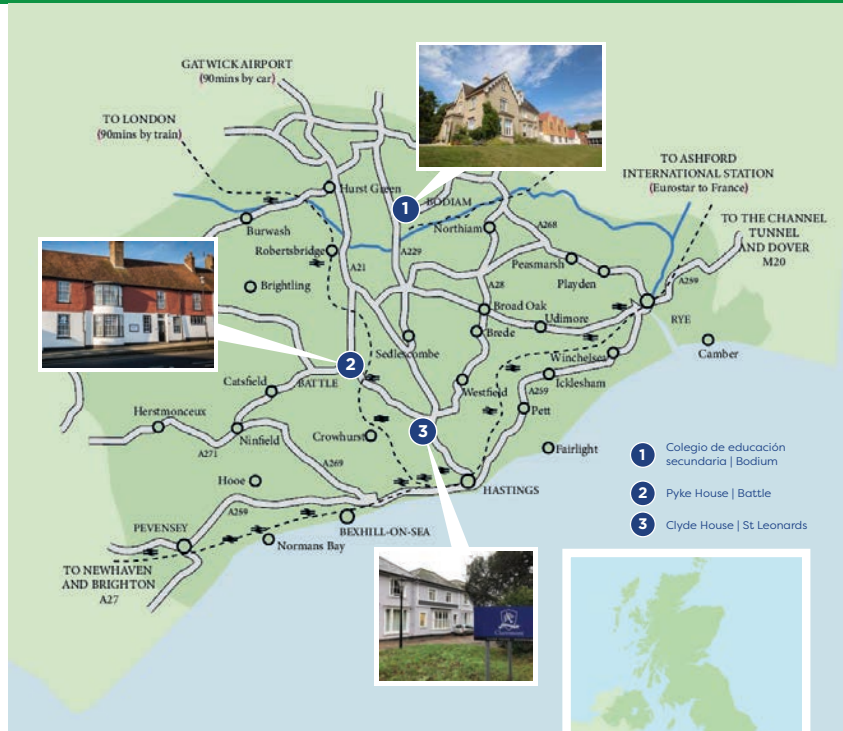 GATWICK AIRPORT
(90mins by car)
TO LONDON
(90mins by train)
TO ASHFORD
INTERNATIONAL STATION
(Eurostar to France)
Hurst Green
1
BODIAM
Burwash
Northiam
A268
TO THE CHANNEL
TUNNEL
AND DOVER
M20
Robertsbridge
A229
A21
Peasmarsh
A259
Playden
Brightling
A28
Broad Oak
Udimore
RYE
Brede
Sedlescombe
Winchelsea
Camber
2
BATTLE
Catsfield
Westfield
Icklesham
A259
Pett
Herstmonceux
3
Ninfield
Crowhurst
A271
A269
Fairlight
Hooe
HASTINGS
A259
PEVENSEY
BEXHILL-ON-SEA
Normans Bay
TO NEWHAVEN
AND BRIGHTON
A27
1 Colegio de educación
secundaria | Bodium
2 Pyke House | Battle
3 Clyde House | St Leonards
Claremont